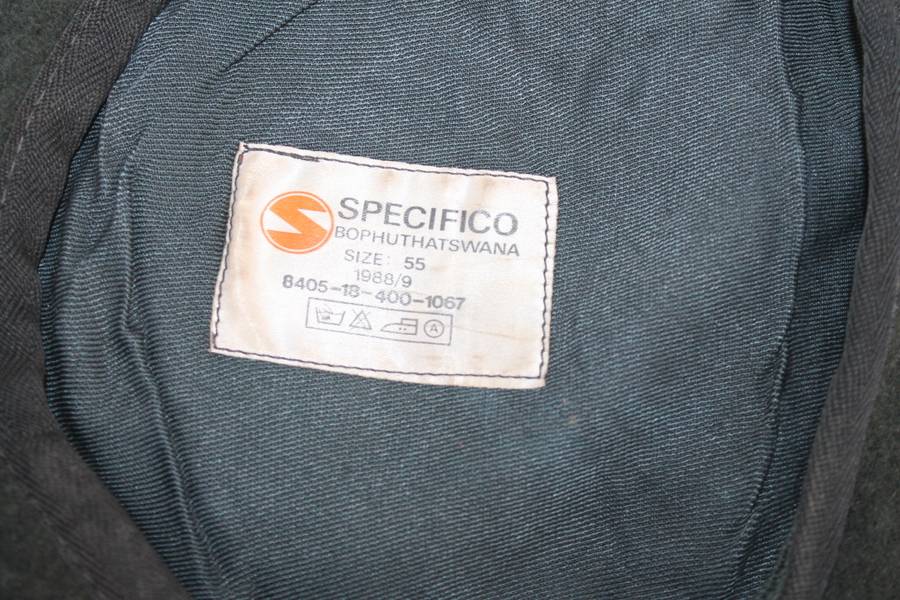 SPECIFICO
BOPHUTHATSWANA
SIZE: 55
1988/9
8405-18-400-1067
A